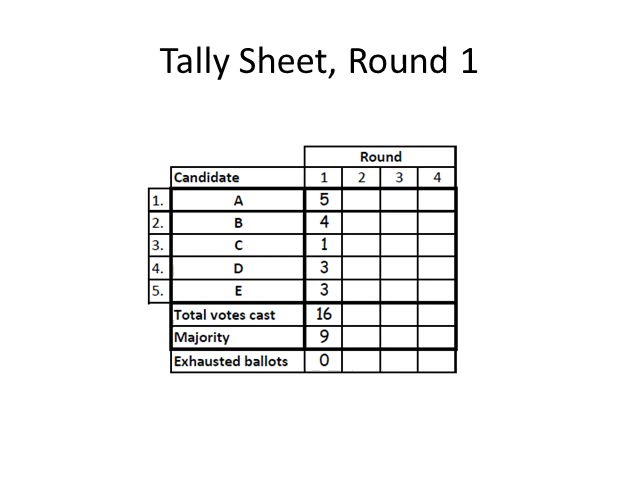 Tally Sheet, Round 1
Round
Candidate 1 2 3 4
1. A 5
2. B 4
3. C 1
4. D 3
5. E 3
Total votes cast 16
Majority 9
Exhausted ballots 0